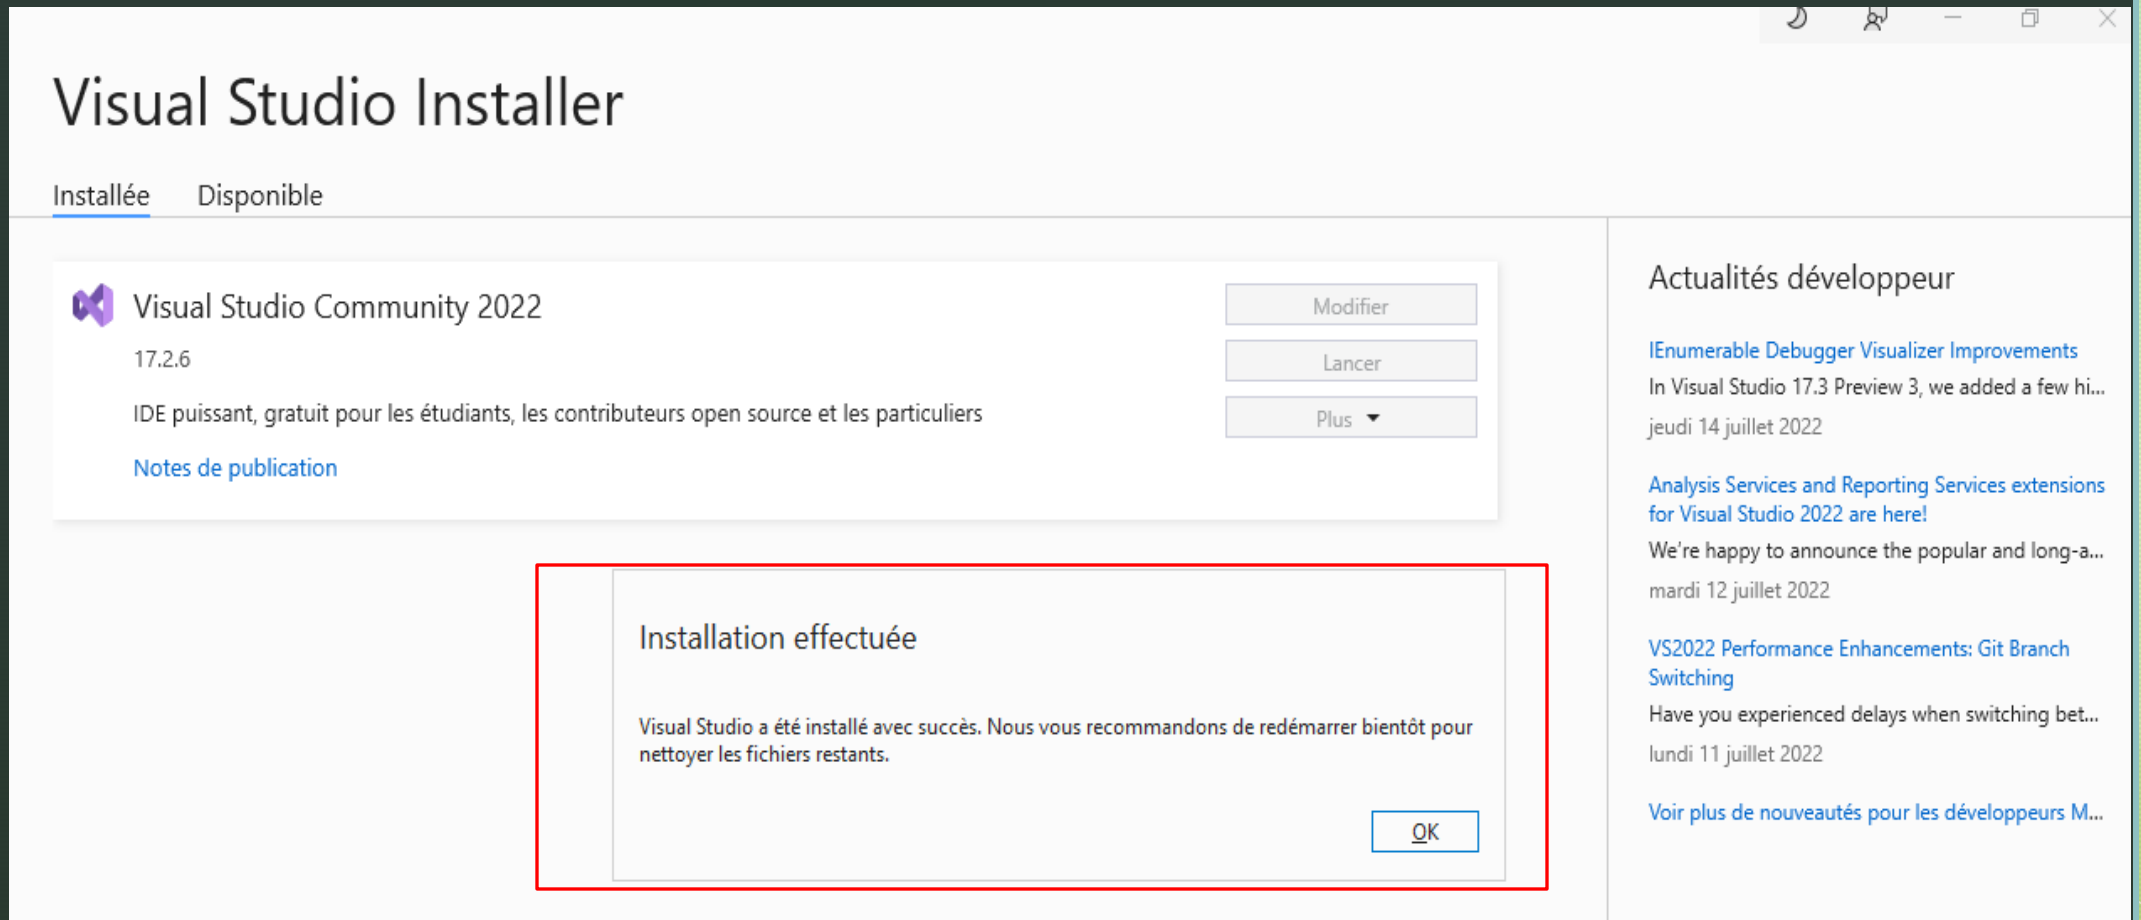 Visual Studio Installer
Installée
Disponible
Visual Studio Community 2022
17.2.6
IDE puissant, gratuit pour les étudiants, les contributeurs open source et les particuliers
Notes de publication
Modifier
Lancer
Plus
Installation effectuée
Visual Studio a été installé avec succès. Nous vous recommandons de redémarrer bientôt pour
nettoyer les fichiers restants.
OK
Actualités développeur
IEnumerable Debugger Visualizer Improvements
In Visual Studio 17.3 Preview 3, we added a few hi...
jeudi 14 juillet 2022
Analysis Services and Reporting Services extensions
for Visual Studio 2022 are here!
We're happy to announce the popular and long-a...
mardi 12 juillet 2022
VS2022 Performance Enhancements: Git Branch
Switching
Have you experienced delays when switching bet...
lundi 11 juillet 2022
Voir plus de nouveautés pour les développeurs M...